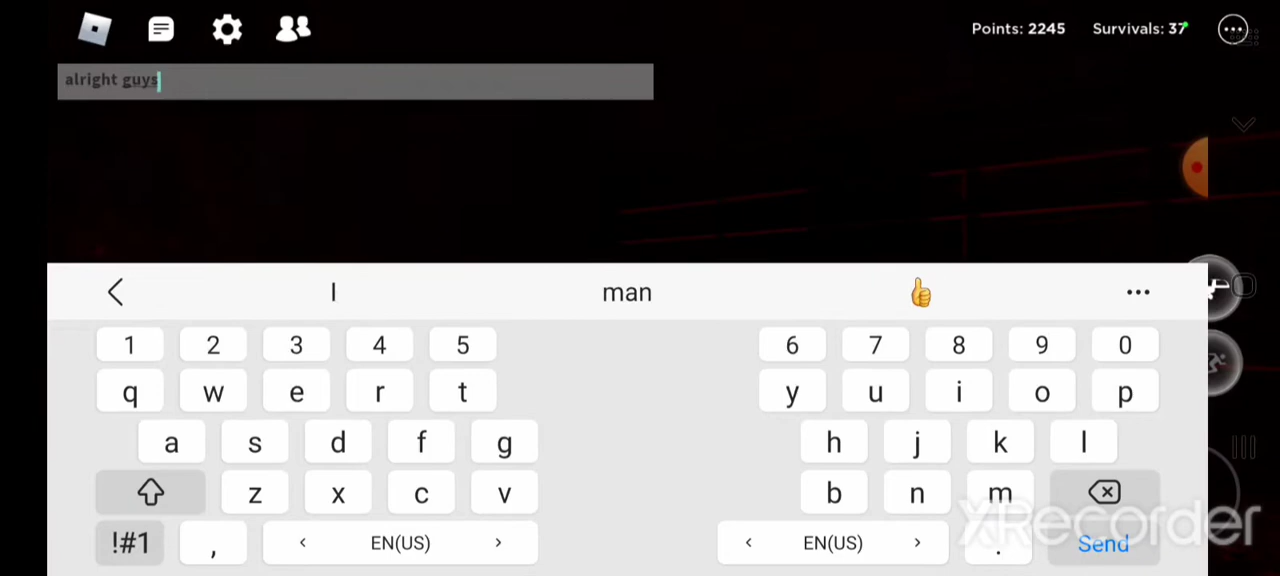 Points: 2245 Survivals: 37
alright guys
I man 👍 ...
1 2 3 4 5 6 7 8 9 0
q w e r t y u i o p
a s d f g h j k l
z x c v b n m
!#1 , < EN(US) > < EN(US) > . Send
XRecorder